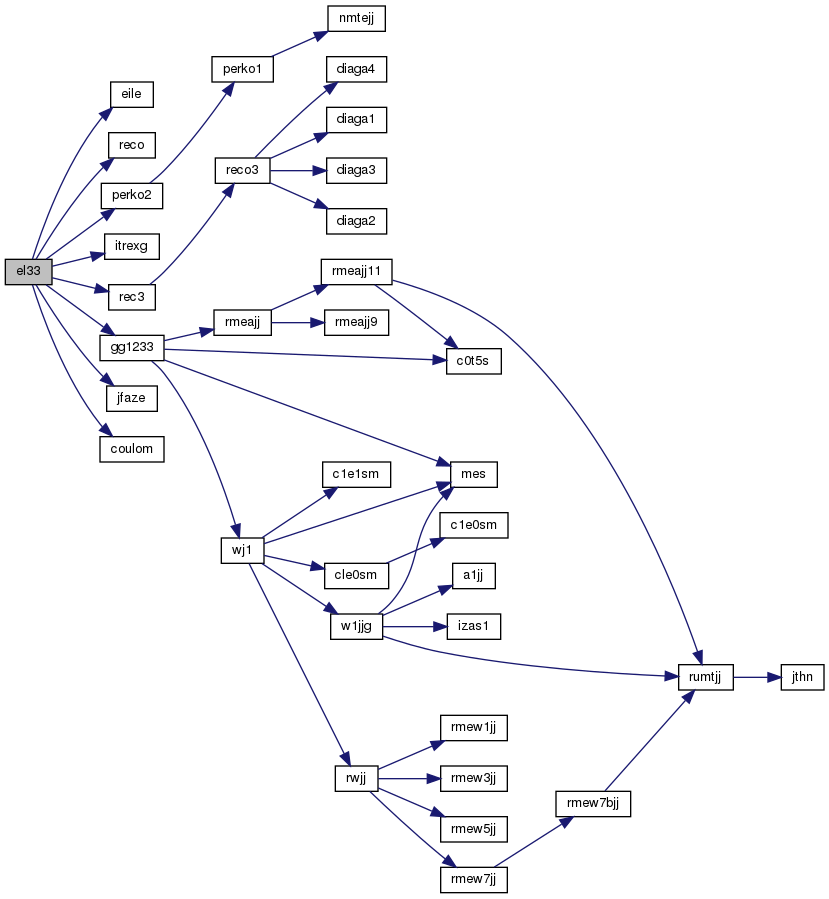 nmtejj
perko1
diaga4
eile
diaga1
reco
reco3
diaga3
perko2
diaga2
itrexg
el33
rmeajj11
rec3
rmeajj
rmeajj9
gg1233
c0t5s
jfaze
coulom
c1e1sm
mes
c1e0sm
wj1
cle0sm
a1jj
w1jjg
izas1
rumtjj
jthn
rmew1jj
rwjj
rmew3jj
rmew7bjj
rmew5jj
rmew7jj